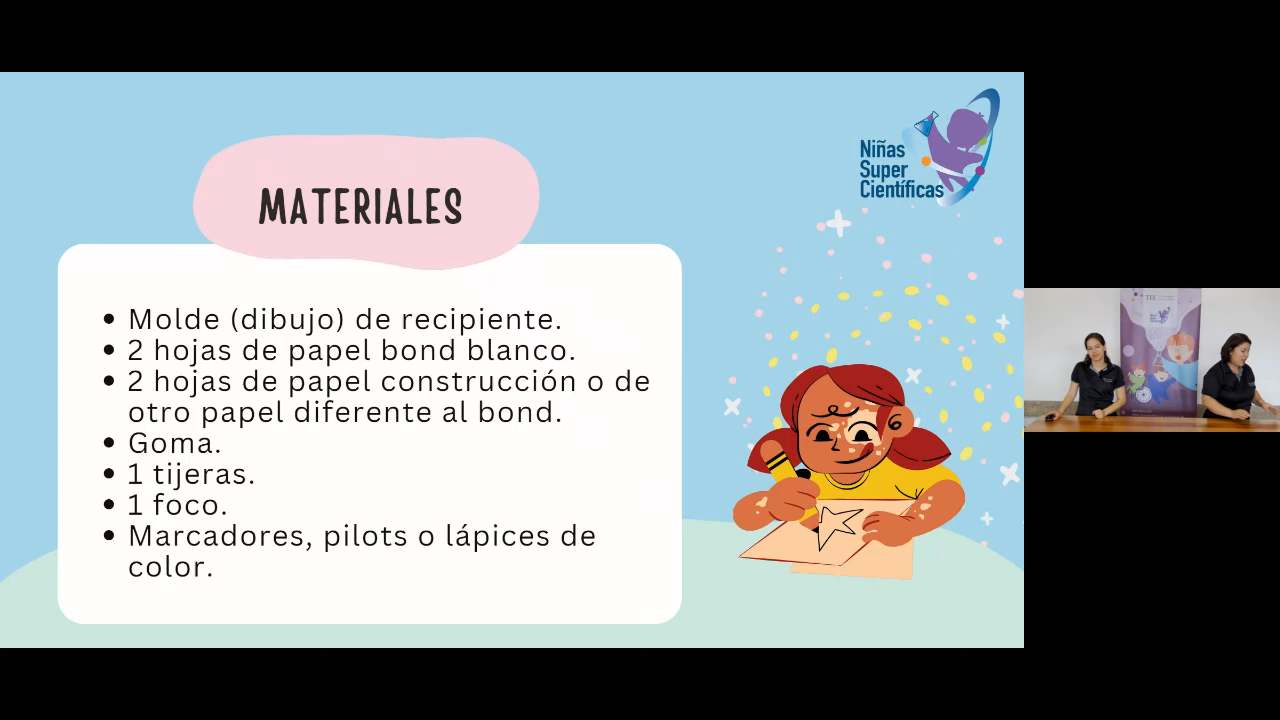 Niñas
Super
Científicas
MATERIALES
• Molde (dibujo) de recipiente.
• 2 hojas de papel bond blanco.
• 2 hojas de papel construcción o de
otro papel diferente al bond.
• Goma.
• 1 tijeras.
• 1 foco.
• Marcadores, pilots o lápices de
color.
TEC